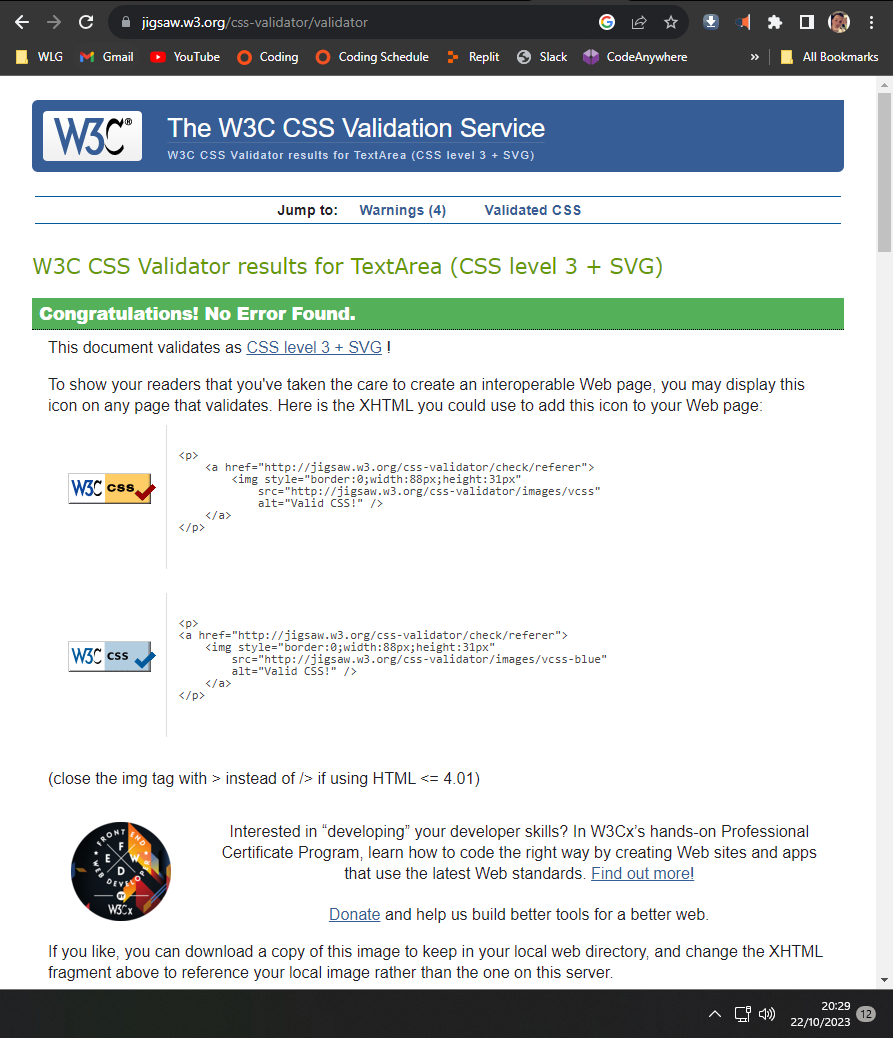 jigsaw.w3.org/css-validator/validator
WLG Gmail YouTube Coding Coding Schedule Replit Slack CodeAnywhere » All Bookmarks
W3C® The W3C CSS Validation Service
W3C CSS Validator results for TextArea (CSS level 3 + SVG)
Jump to: Warnings (4) Validated CSS
W3C CSS Validator results for TextArea (CSS level 3 + SVG)
Congratulations! No Error Found.
This document validates as CSS level 3 + SVG !
To show your readers that you've taken the care to create an interoperable Web page, you may display this
icon on any page that validates. Here is the XHTML you could use to add this icon to your Web page:
W3C css
<p>
<a href="http://jigsaw.w3.org/css-validator/check/referer">
<img style="border:0;width:88px;height:31px"
src="http://jigsaw.w3.org/css-validator/images/vcss"
alt="Valid CSS!" />
</a>
</p>
W3C css
<p>
<a href="http://jigsaw.w3.org/css-validator/check/referer">
<img style="border:0;width:88px;height:31px"
src="http://jigsaw.w3.org/css-validator/images/vcss-blue"
alt="Valid CSS!" />
</a>
</p>
(close the img tag with > instead of /> if using HTML <= 4.01)
FRONT END
WEB DEVELOPER
E F W D
BY
W3Cx
Interested in “developing” your developer skills? In W3Cx’s hands-on Professional
Certificate Program, learn how to code the right way by creating Web sites and apps
that use the latest Web standards. Find out more!
Donate and help us build better tools for a better web.
If you like, you can download a copy of this image to keep in your local web directory, and change the XHTML
fragment above to reference your local image rather than the one on this server.
20:29
22/10/2023 12